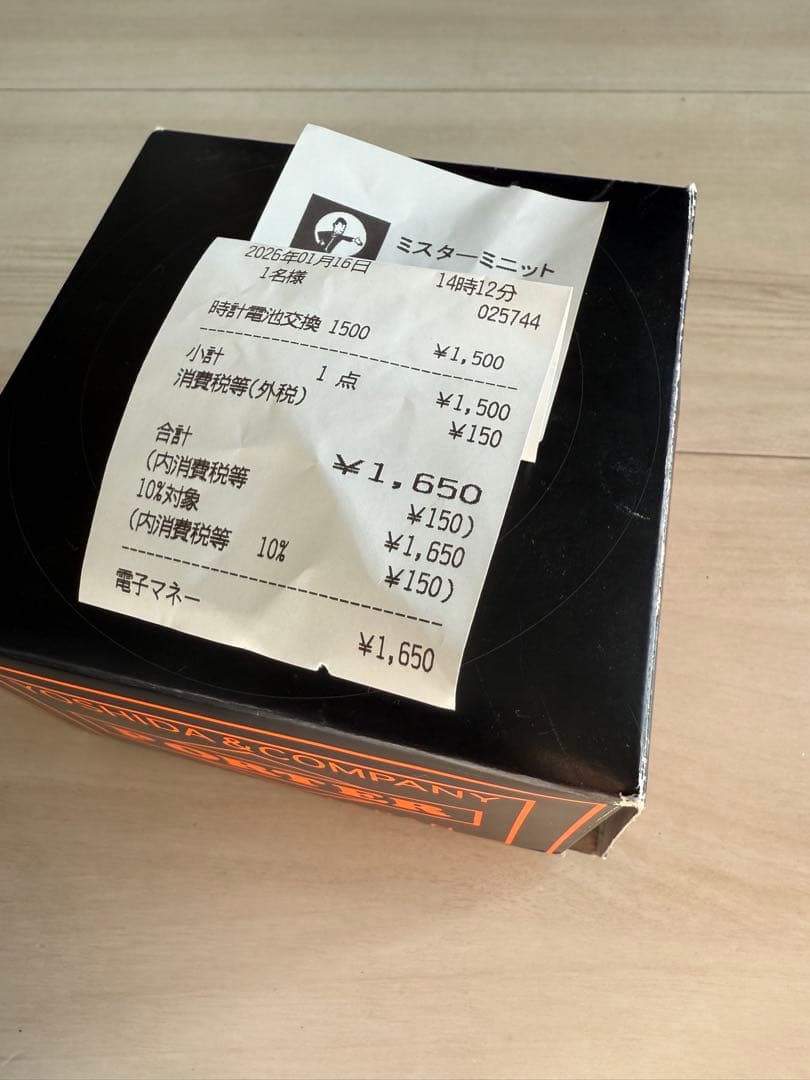 ミスターミニット
2026年01月16日 14時12分
1名様 025744
時計電池交換 1500 ¥1,500
小計 1 点 ¥1,500
消費税等(外税) ¥150
合計 ¥1,650
(内消費税等 ¥150)
10%対象 ¥1,650
(内消費税等 10% ¥150)
電子マネー ¥1,650
YOSHIDA & COMPANY
PORTER